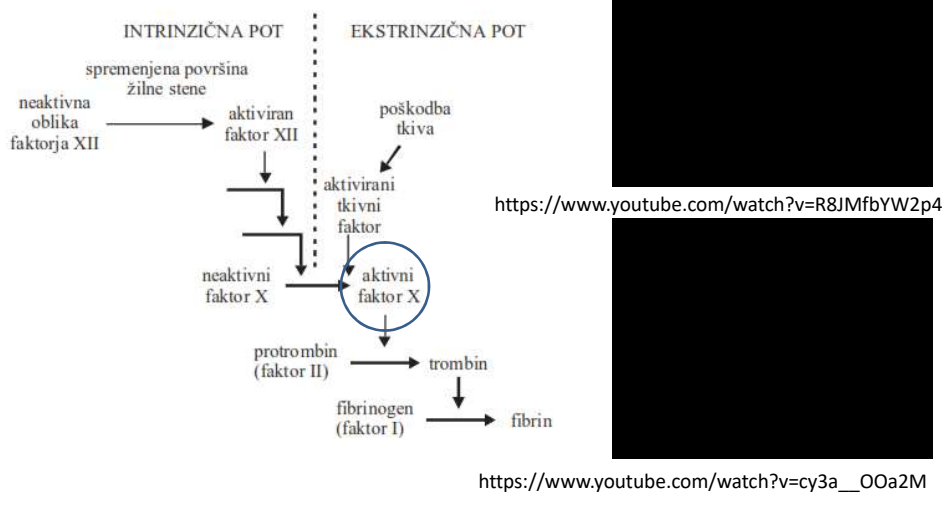 INTRINZIČNA POT
EKSTRINZIČNA POT
spremenjena površina
žilne stene
neaktivna
oblika
faktorja XII
aktiviran
faktor XII
poškodba
tkiva
aktivirani
tkivni
faktor
https://www.youtube.com/watch?v=R8JMfbYW2p4
neaktivni
faktor X
aktivni
faktor X
protrombin
(faktor II)
trombin
fibrinogen
(faktor I)
fibrin
https://www.youtube.com/watch?v=cy3a__OOa2M